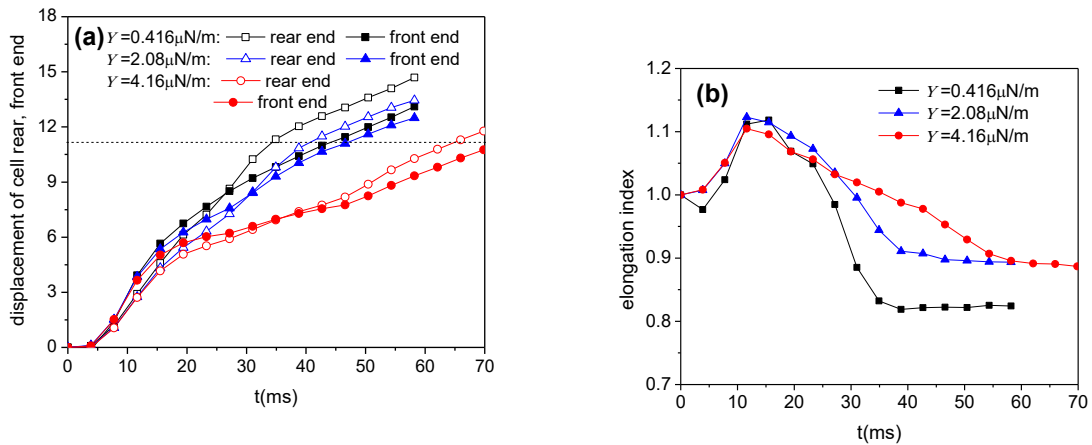 (a)
Y=0.416μN/m: rear end front end
Y=2.08μN/m: rear end front end
Y=4.16μN/m: rear end
front end
displacement of cell rear, front end
18
15
12
9
6
3
0
0 10 20 30 40 50 60 70
t(ms)
(b)
Y=0.416μN/m
Y=2.08μN/m
Y=4.16μN/m
elongation index
1.2
1.1
1.0
0.9
0.8
0.7
0 10 20 30 40 50 60 70
t(ms)